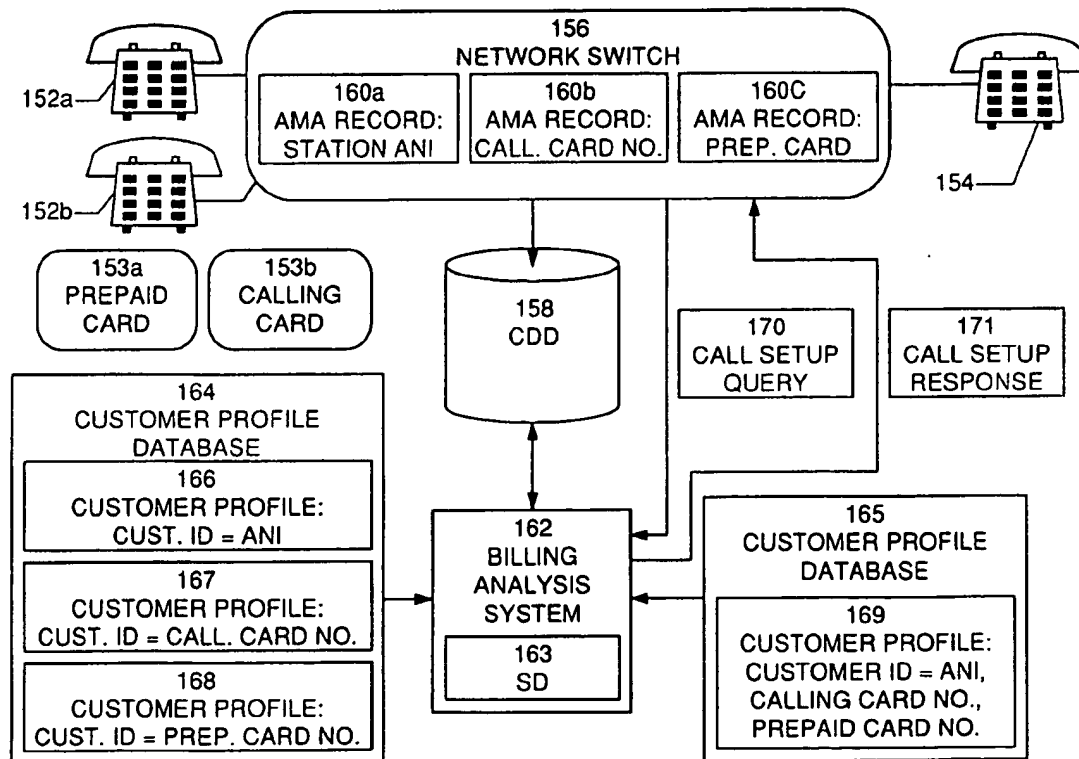 156
NETWORK SWITCH
160a
AMA RECORD:
STATION ANI
160b
AMA RECORD:
CALL. CARD NO.
160C
AMA RECORD:
PREP. CARD
152a
152b
154
153a
PREPAID
CARD
153b
CALLING
CARD
158
CDD
170
CALL SETUP
QUERY
171
CALL SETUP
RESPONSE
164
CUSTOMER PROFILE
DATABASE
166
CUSTOMER PROFILE:
CUST. ID = ANI
167
CUSTOMER PROFILE:
CUST. ID = CALL. CARD NO.
168
CUSTOMER PROFILE:
CUST. ID = PREP. CARD NO.
162
BILLING
ANALYSIS
SYSTEM
163
SD
165
CUSTOMER PROFILE
DATABASE
169
CUSTOMER PROFILE:
CUSTOMER ID = ANI,
CALLING CARD NO.,
PREPAID CARD NO.